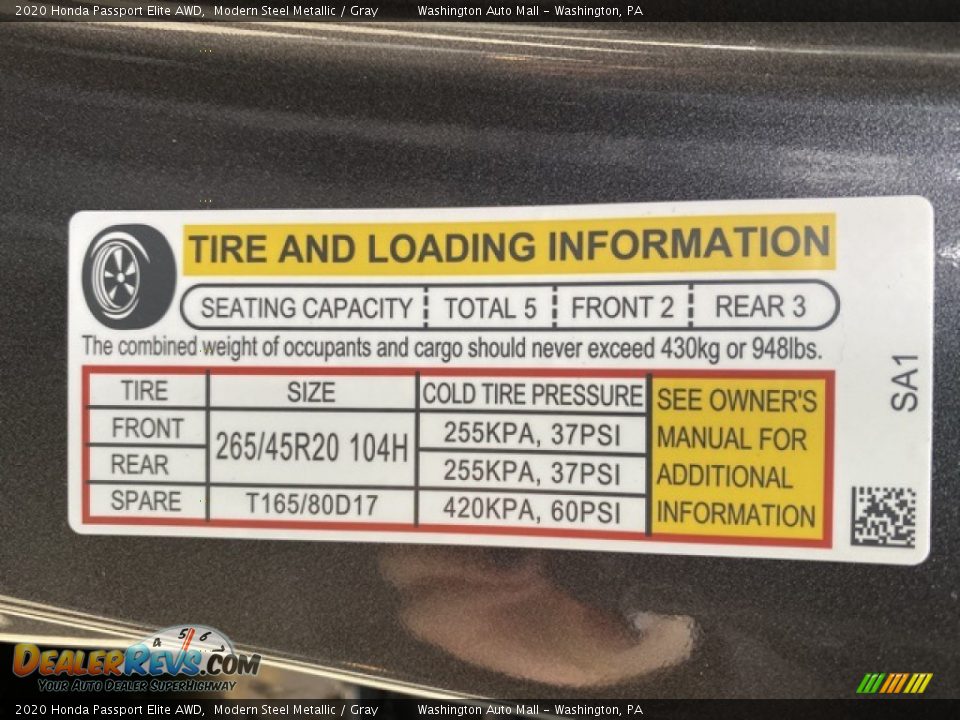 2020 Honda Passport Elite AWD, Modern Steel Metallic / Gray Washington Auto Mall - Washington, PA
TIRE AND LOADING INFORMATION
SEATING CAPACITY TOTAL 5 FRONT 2 REAR 3
The combined weight of occupants and cargo should never exceed 430kg or 948lbs.
TIRE SIZE COLD TIRE PRESSURE
FRONT 265/45R20 104H 255KPA, 37PSI
REAR 255KPA, 37PSI
SPARE T165/80D17 420KPA, 60PSI
SEE OWNER'S
MANUAL FOR
ADDITIONAL
INFORMATION
SA1
4 5 6 7
DealerRevs.com
Your Auto Dealer SuperHighway
2020 Honda Passport Elite AWD, Modern Steel Metallic / Gray Washington Auto Mall - Washington, PA